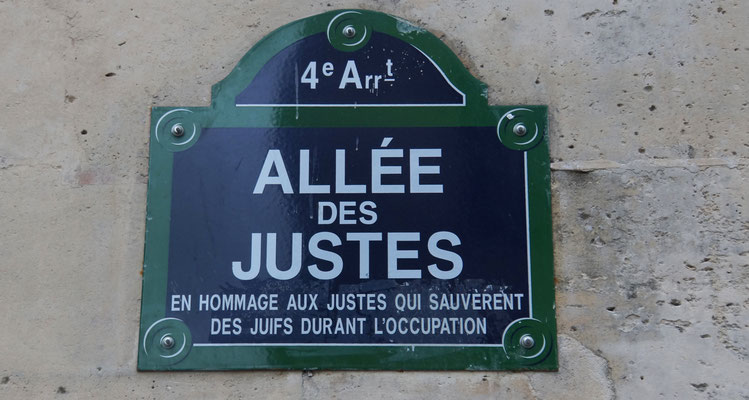 4e Arrt
ALLÉE
DES
JUSTES
EN HOMMAGE AUX JUSTES QUI SAUVÈRENT
DES JUIFS DURANT L'OCCUPATION